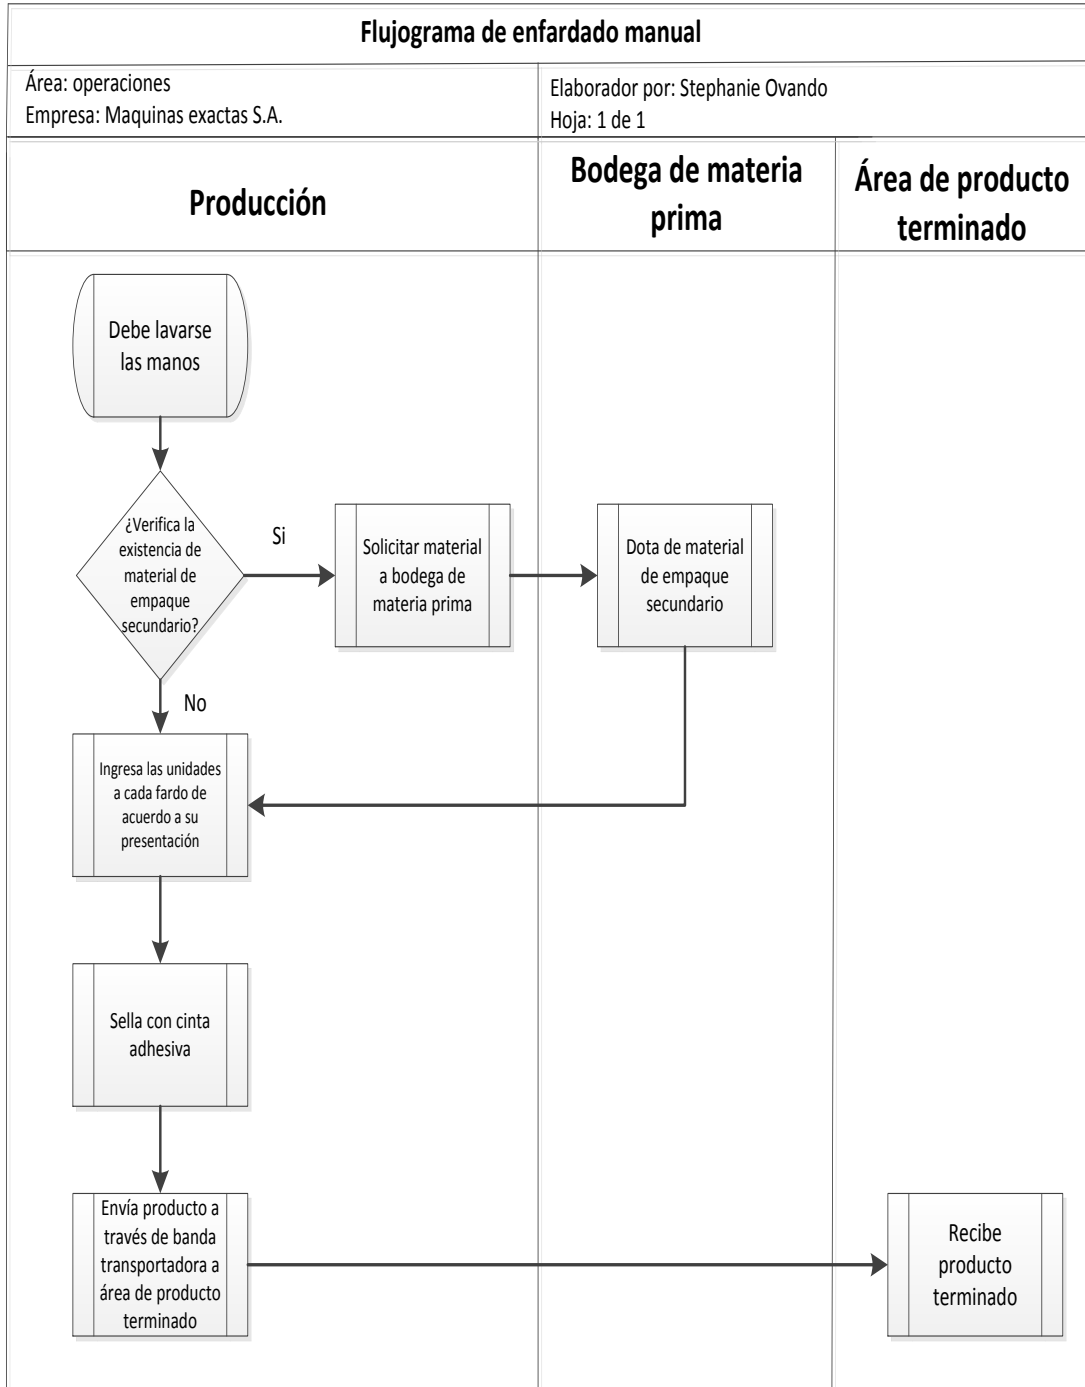 Flujograma de enfardado manual
Área: operaciones
Empresa: Maquinas exactas S.A.
Elaborador por: Stephanie Ovando
Hoja: 1 de 1
Producción
Bodega de materia
prima
Área de producto
terminado
Debe lavarse
las manos
¿Verifica la
existencia de
material de
empaque
secundario?
Si
Solicitar material
a bodega de
materia prima
Dota de material
de empaque
secundario
No
Ingresa las unidades
a cada fardo de
acuerdo a su
presentación
Sella con cinta
adhesiva
Envía producto a
través de banda
transportadora a
área de producto
terminado
Recibe
producto
terminado